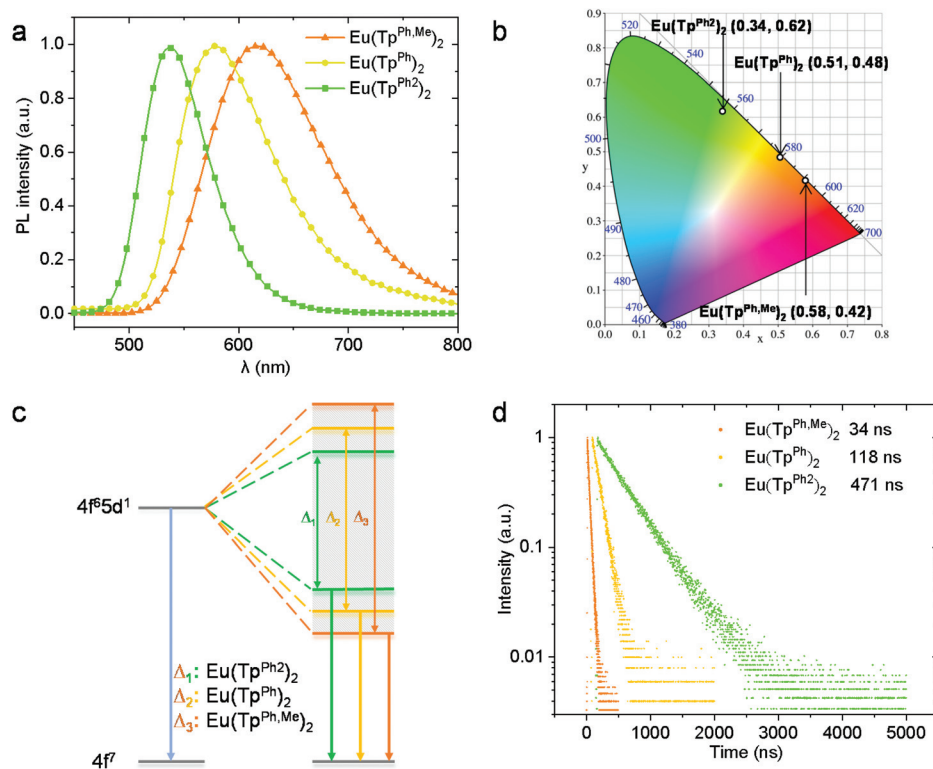 a
PL intensity (a.u.)
1.0
0.8
0.6
0.4
0.2
0.0
500
600
700
800
λ (nm)
Eu(Tp^Ph,Me)₂
Eu(Tp^Ph)₂
Eu(Tp^Ph2)₂
b
Eu(Tp^Ph2)₂ (0.34, 0.62)
Eu(Tp^Ph)₂ (0.51, 0.48)
Eu(Tp^Ph,Me)₂ (0.58, 0.42)
0.9
0.8
0.7
0.6
0.5
y
0.4
0.3
0.2
0.1
0.0
0.0 0.1 0.2 0.3 0.4 0.5 0.6 0.7 0.8
x
520
540
560
580
600
620
700
500
490
480
470
460
380
c
4f⁶5d¹
Δ₁ Δ₂ Δ₃
Δ₁: Eu(Tp^Ph2)₂
Δ₂: Eu(Tp^Ph)₂
Δ₃: Eu(Tp^Ph,Me)₂
4f⁷
d
0 1000 2000 3000 4000 5000
Eu(Tp^Ph,Me)₂ 34 ns
Eu(Tp^Ph)₂ 118 ns
Eu(Tp^Ph2)₂ 471 ns
Intensity (a.u.)
1
0.1
0.01
0 1000 2000 3000 4000 5000
Time (ns)